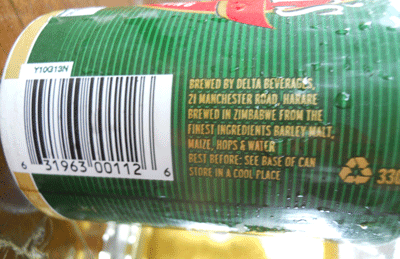 Y10G13N
BREWED BY DELTA BEVERAGES,
21 MANCHESTER ROAD, HARARE
BREWED IN ZIMBABWE FROM THE
FINEST INGREDIENTS BARLEY MALT,
MAIZE, HOPS & WATER
BEST BEFORE: SEE BASE OF CAN
STORE IN A COOL PLACE
330
6 31963 00112 6